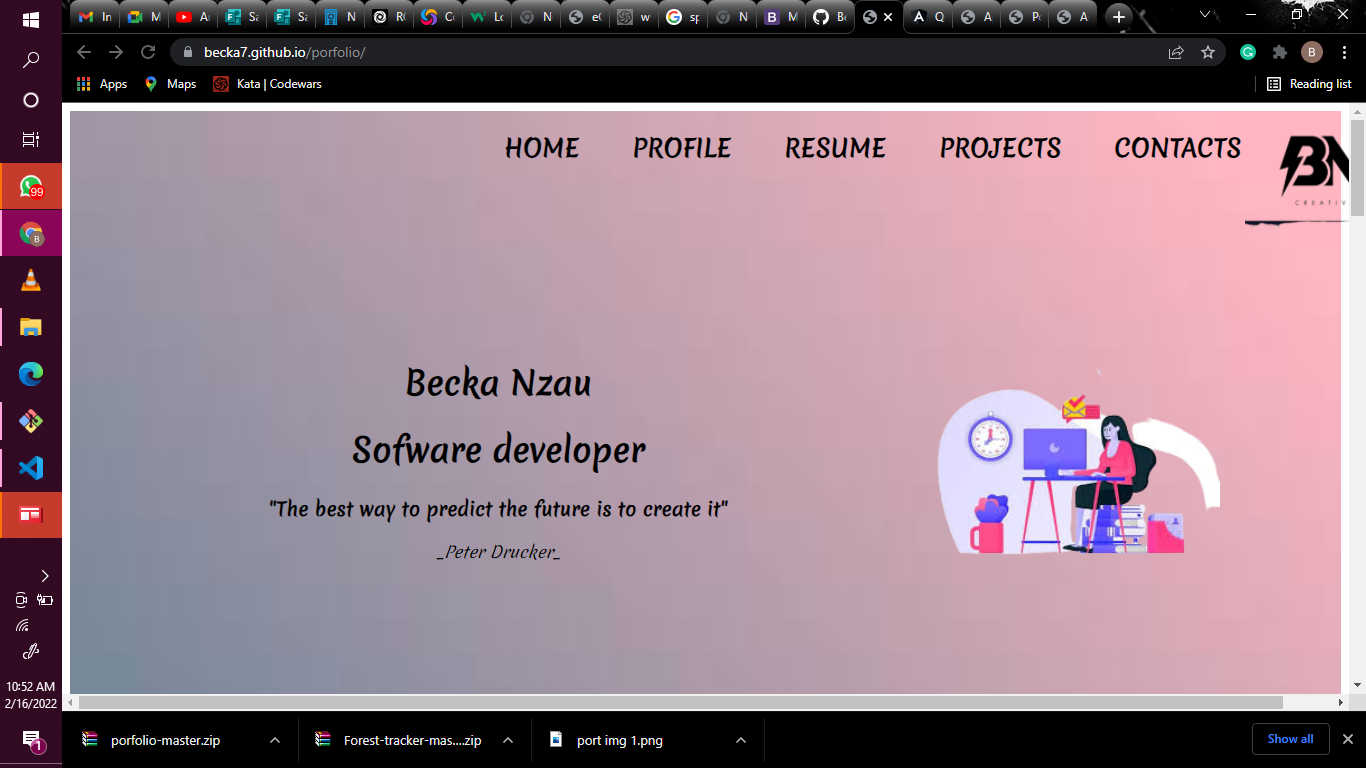 In
M
A
Sa
Sa
N
R
C
Lo
N
e
w
sp
N
M
Be
Q
A
P
A
becka7.github.io/porfolio/
B
Apps
Maps
Kata | Codewars
Reading list
HOME
PROFILE
RESUME
PROJECTS
CONTACTS
BN
CREATIV
Becka Nzau
Sofware developer
"The best way to predict the future is to create it"
_Peter Drucker_
99
10:52 AM
2/16/2022
1
porfolio-master.zip
Forest-tracker-mas....zip
port img 1.png
Show all